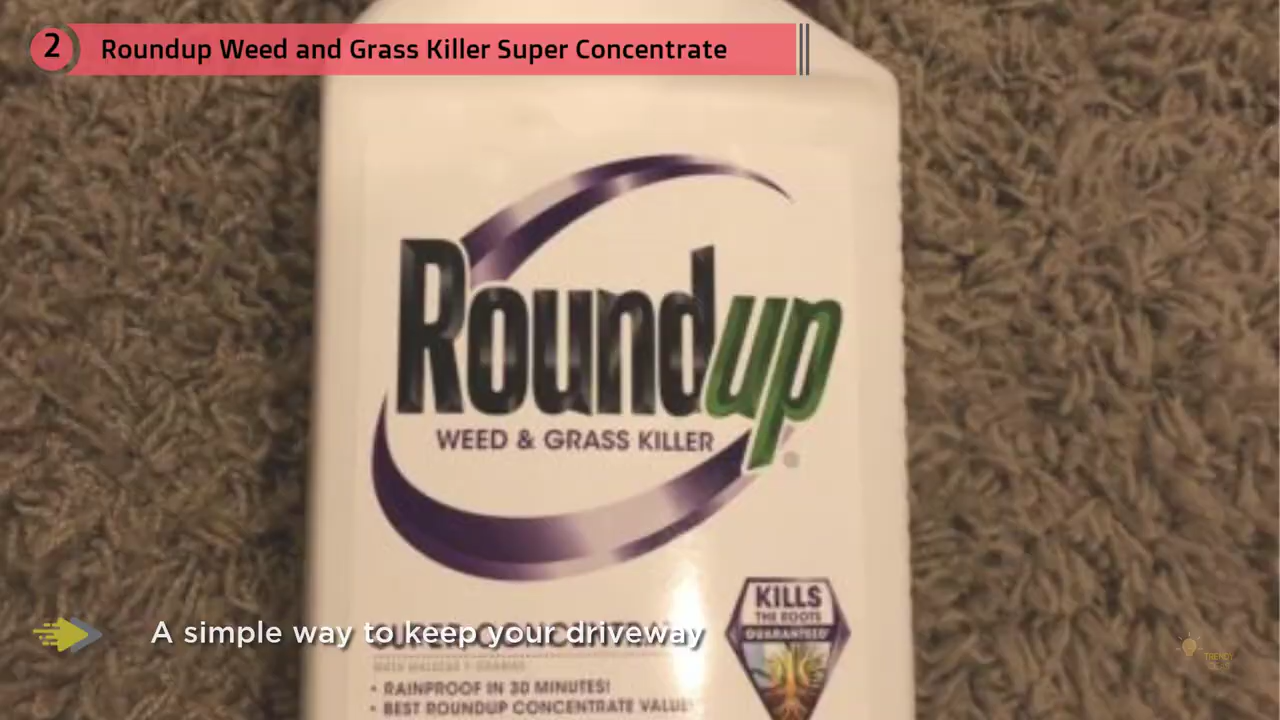 2 Roundup Weed and Grass Killer Super Concentrate
Roundup
WEED & GRASS KILLER
KILLS
THE ROOTS
GUARANTEED
A simple way to keep your driveway
• RAINPROOF IN 30 MINUTES!
• BEST ROUNDUP CONCENTRATE VALUE
TRENDY